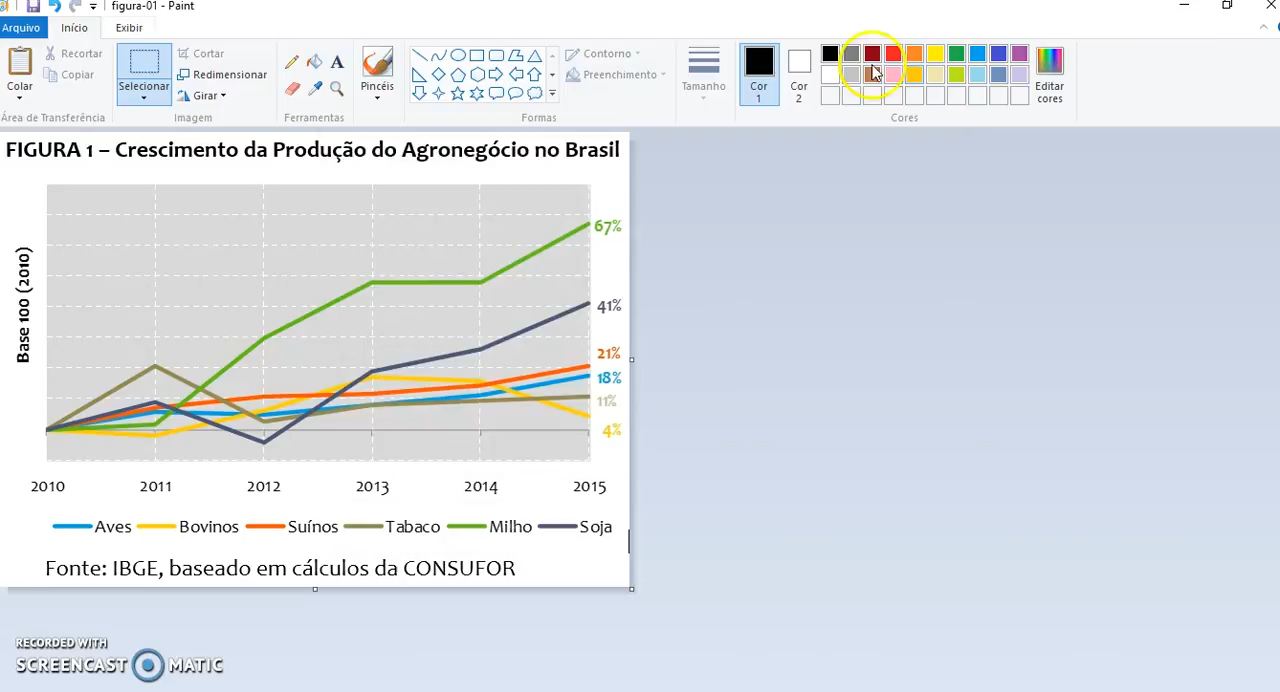 figura-01 - Paint
Arquivo Início Exibir
Colar
Recortar
Copiar
Área de Transferência
Selecionar
Cortar
Redimensionar
Girar
Imagem
A
Ferramentas
Pincéis
Contorno
Preenchimento
Formas
Tamanho
Cor 1
Cor 2
Editar cores
Cores
FIGURA 1 – Crescimento da Produção do Agronegócio no Brasil
Base 100 (2010)
67%
41%
21%
18%
11%
4%
2010 2011 2012 2013 2014 2015
Aves Bovinos Suínos Tabaco Milho Soja
Fonte: IBGE, baseado em cálculos da CONSUFOR
RECORDED WITH
SCREENCAST MATIC